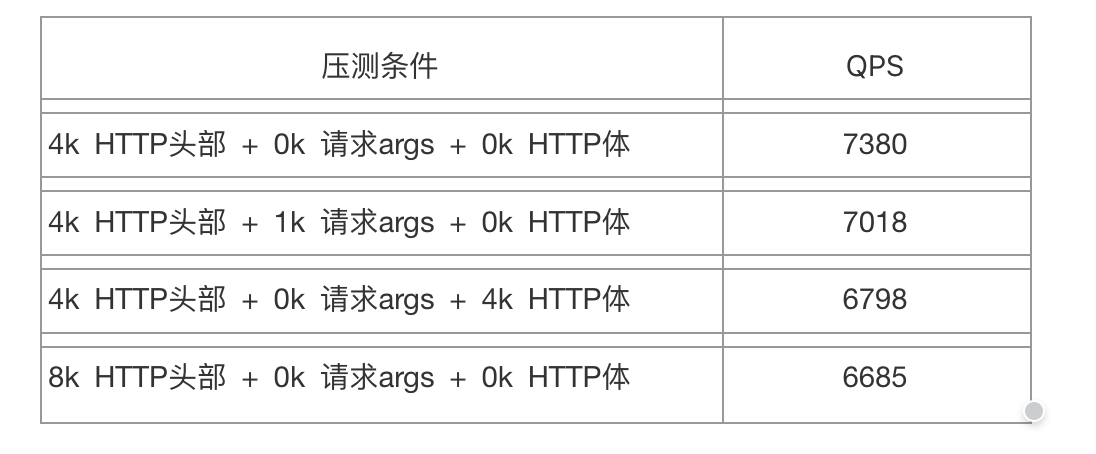 压测条件 QPS
4k HTTP头部 + 0k 请求args + 0k HTTP体 7380
4k HTTP头部 + 1k 请求args + 0k HTTP体 7018
4k HTTP头部 + 0k 请求args + 4k HTTP体 6798
8k HTTP头部 + 0k 请求args + 0k HTTP体 6685